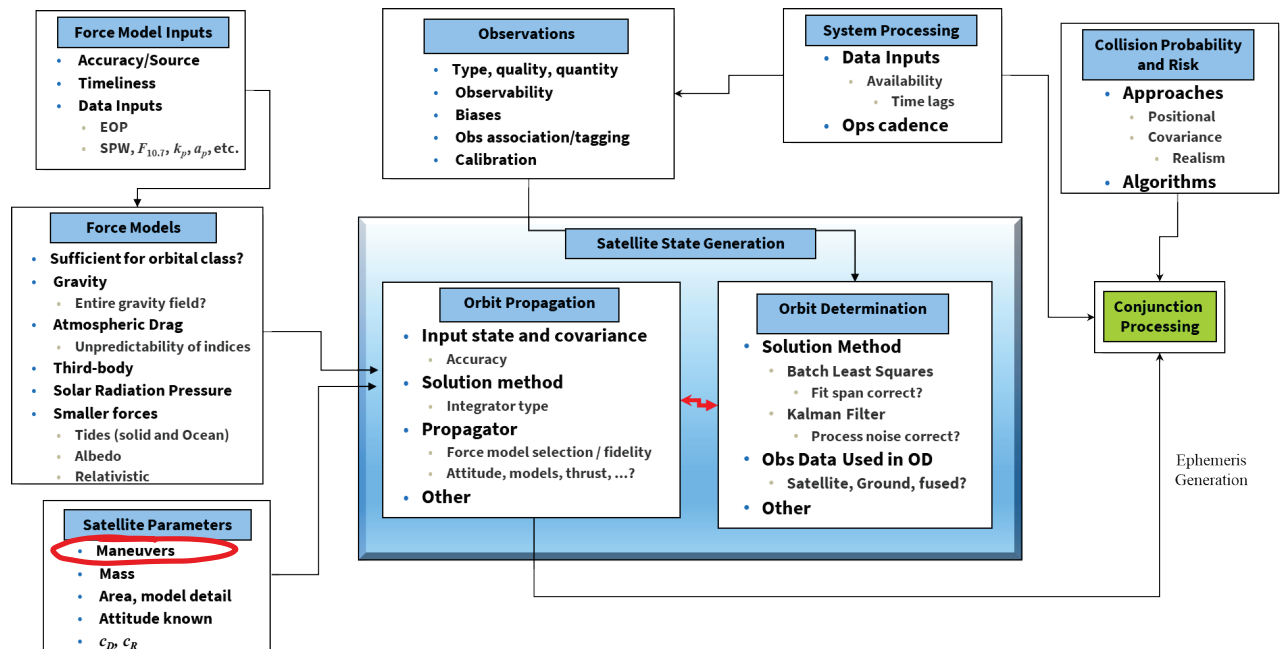 Force Model Inputs
Accuracy/Source
Timeliness
Data Inputs
EOP
SPW, F10.7, kp, ap, etc.
Observations
Type, quality, quantity
Observability
Biases
Obs association/tagging
Calibration
System Processing
Data Inputs
Availability
Time lags
Ops cadence
Collision Probability
and Risk
Approaches
Positional
Covariance
Realism
Algorithms
Force Models
Sufficient for orbital class?
Gravity
Entire gravity field?
Atmospheric Drag
Unpredictability of indices
Third-body
Solar Radiation Pressure
Smaller forces
Tides (solid and Ocean)
Albedo
Relativistic
Satellite State Generation
Orbit Propagation
Input state and covariance
Accuracy
Solution method
Integrator type
Propagator
Force model selection / fidelity
Attitude, models, thrust, ...?
Other
Orbit Determination
Solution Method
Batch Least Squares
Fit span correct?
Kalman Filter
Process noise correct?
Obs Data Used in OD
Satellite, Ground, fused?
Other
Conjunction
Processing
Ephemeris
Generation
Satellite Parameters
Maneuvers
Mass
Area, model detail
Attitude known
cD, cR